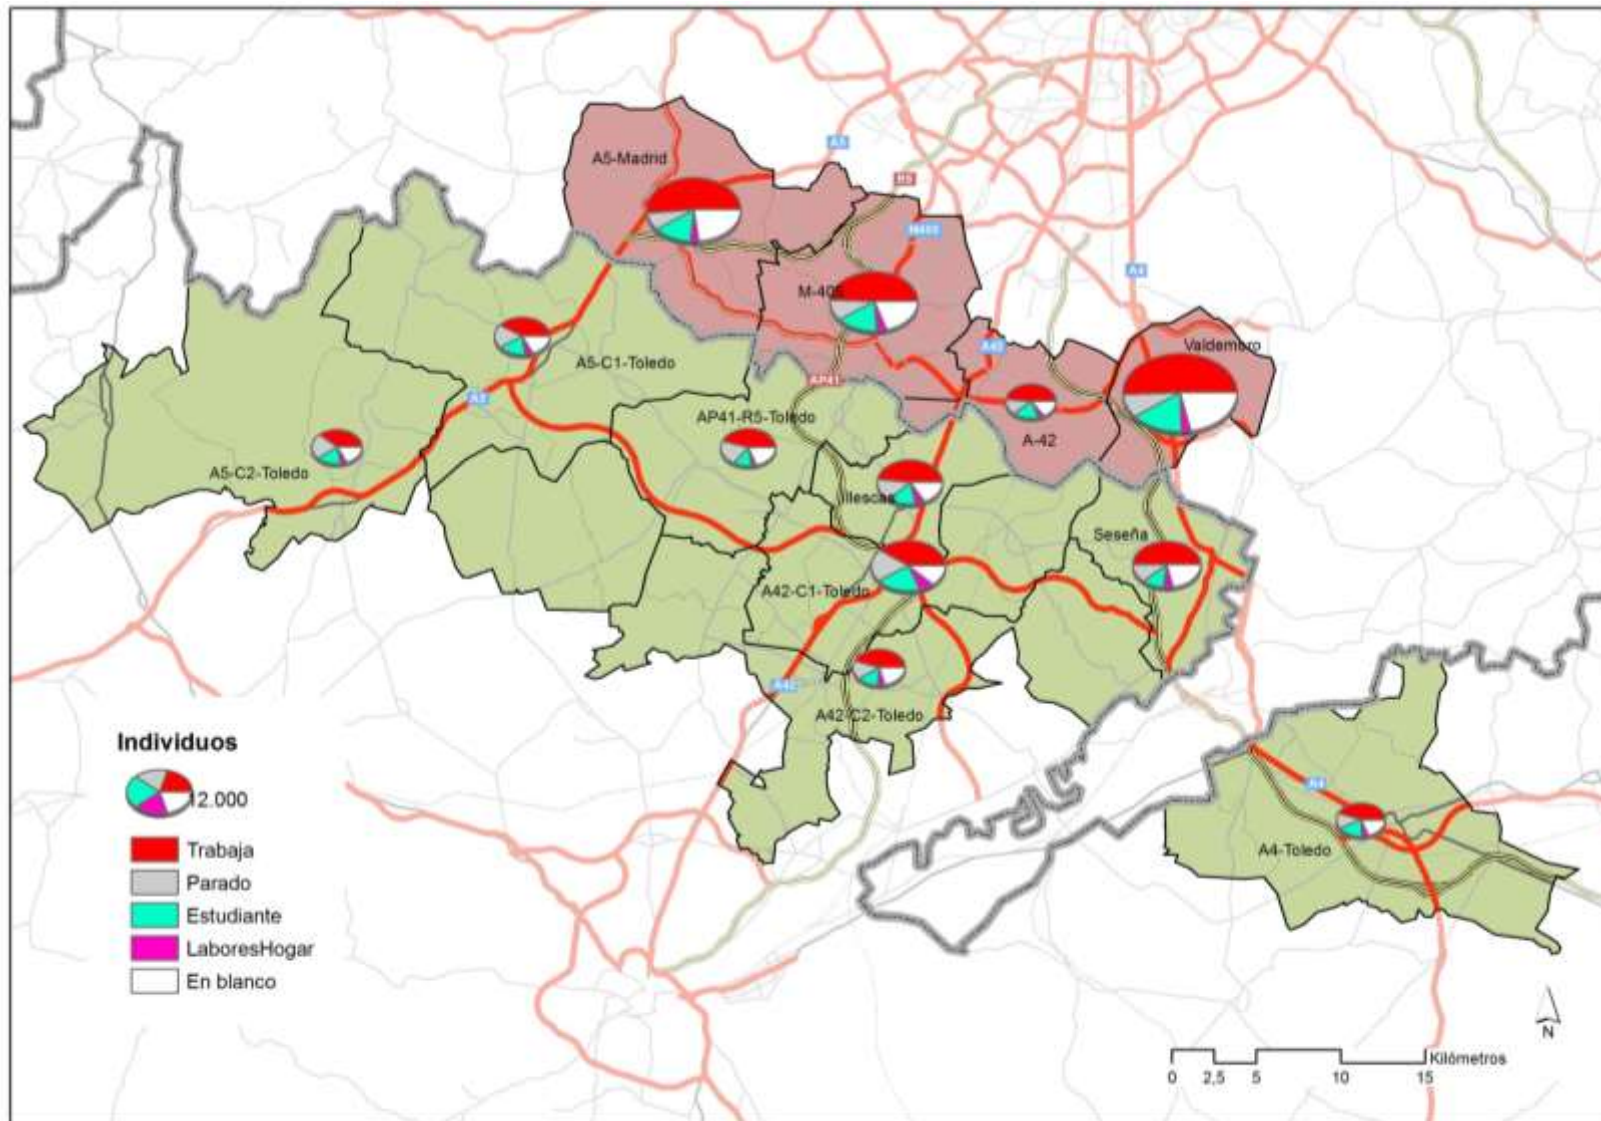 A5-Madrid
A5
R5
M-406
A4
A42
Valdemoro
A5-C1-Toledo
AP41
A5
AP41-R5-Toledo
A-42
A5-C2-Toledo
Illescas
Seseña
A42-C1-Toledo
A42
A42-C2-Toledo
Individuos
12.000
Trabaja
Parado
Estudiante
LaboresHogar
En blanco
A4
A4-Toledo
N
Kilómetros
0 2,5 5 10 15